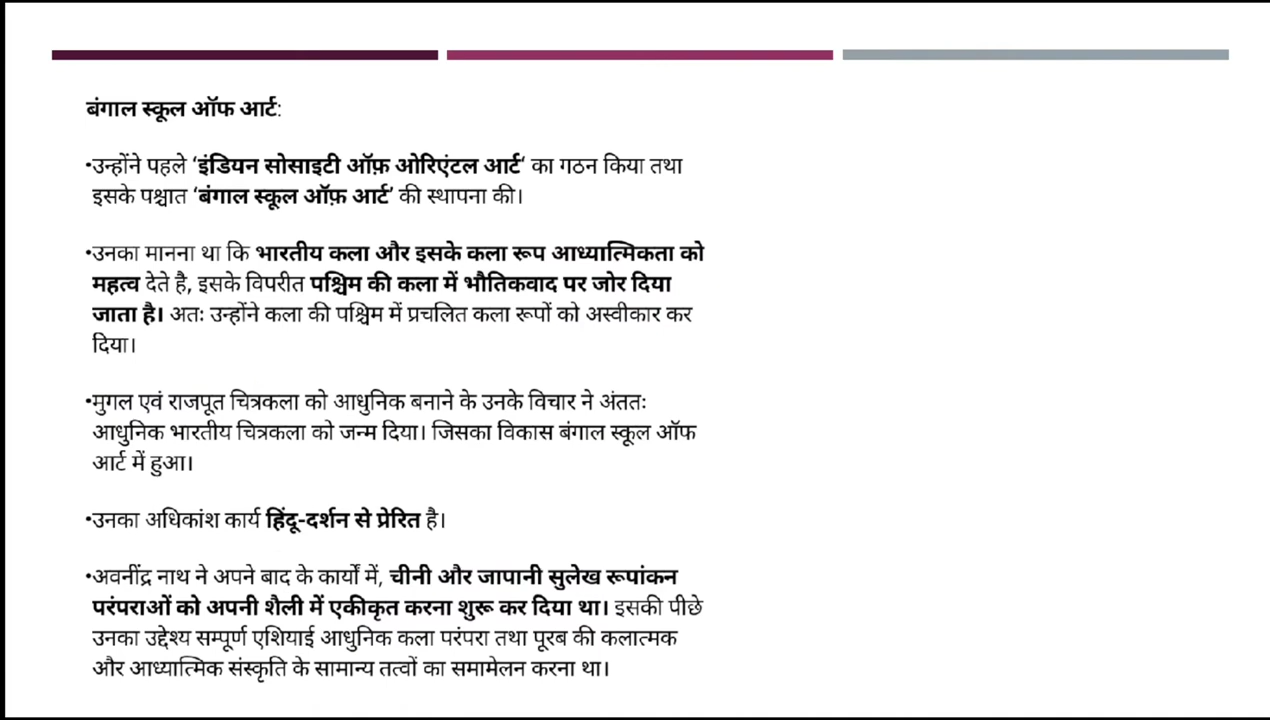 बंगाल स्कूल ऑफ आर्ट:
•उन्होंने पहले ‘इंडियन सोसाइटी ऑफ़ ओरिएंटल आर्ट’ का गठन किया तथा
इसके पश्चात ‘बंगाल स्कूल ऑफ़ आर्ट’ की स्थापना की।
•उनका मानना था कि भारतीय कला और इसके कला रूप आध्यात्मिकता को
महत्व देते है, इसके विपरीत पश्चिम की कला में भौतिकवाद पर जोर दिया
जाता है। अतः उन्होंने कला की पश्चिम में प्रचलित कला रूपों को अस्वीकार कर
दिया।
•मुगल एवं राजपूत चित्रकला को आधुनिक बनाने के उनके विचार ने अंततः
आधुनिक भारतीय चित्रकला को जन्म दिया। जिसका विकास बंगाल स्कूल ऑफ
आर्ट में हुआ।
•उनका अधिकांश कार्य हिंदू-दर्शन से प्रेरित है।
•अवनींद्र नाथ ने अपने बाद के कार्यों में, चीनी और जापानी सुलेख रूपांकन
परंपराओं को अपनी शैली में एकीकृत करना शुरू कर दिया था। इसकी पीछे
उनका उद्देश्य सम्पूर्ण एशियाई आधुनिक कला परंपरा तथा पूरब की कलात्मक
और आध्यात्मिक संस्कृति के सामान्य तत्वों का समामेलन करना था।